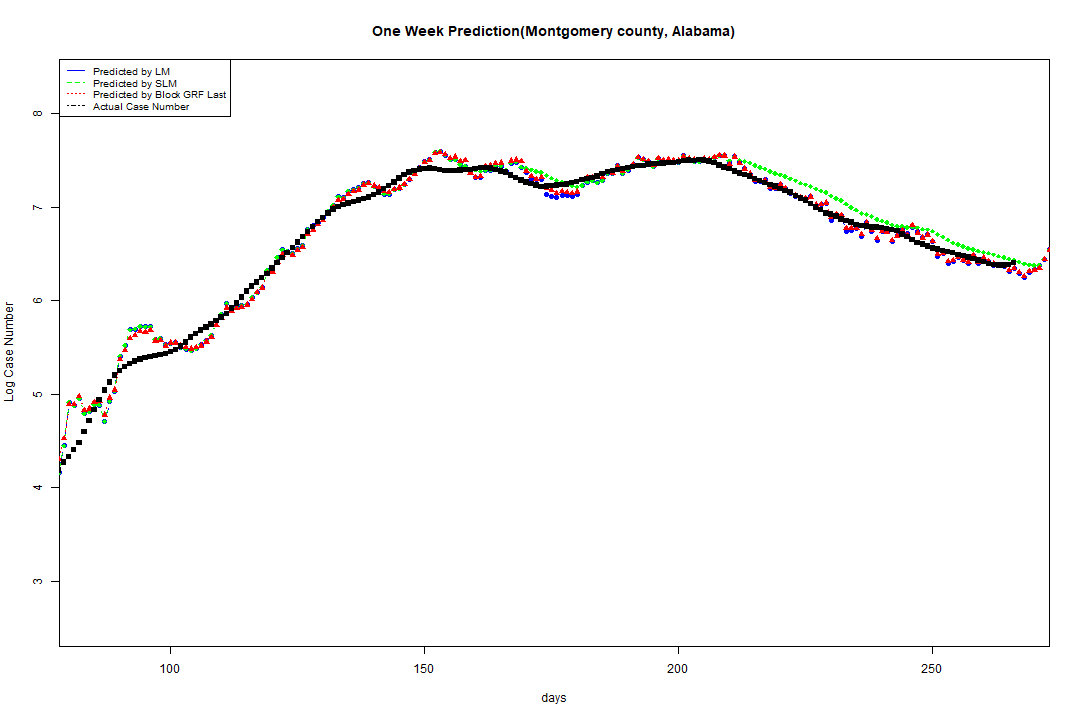 One Week Prediction(Montgomery county, Alabama)
Predicted by LM
Predicted by SLM
Predicted by Block GRF Last
Actual Case Number
8
7
6
5
4
3
Log Case Number
100 150 200 250
days